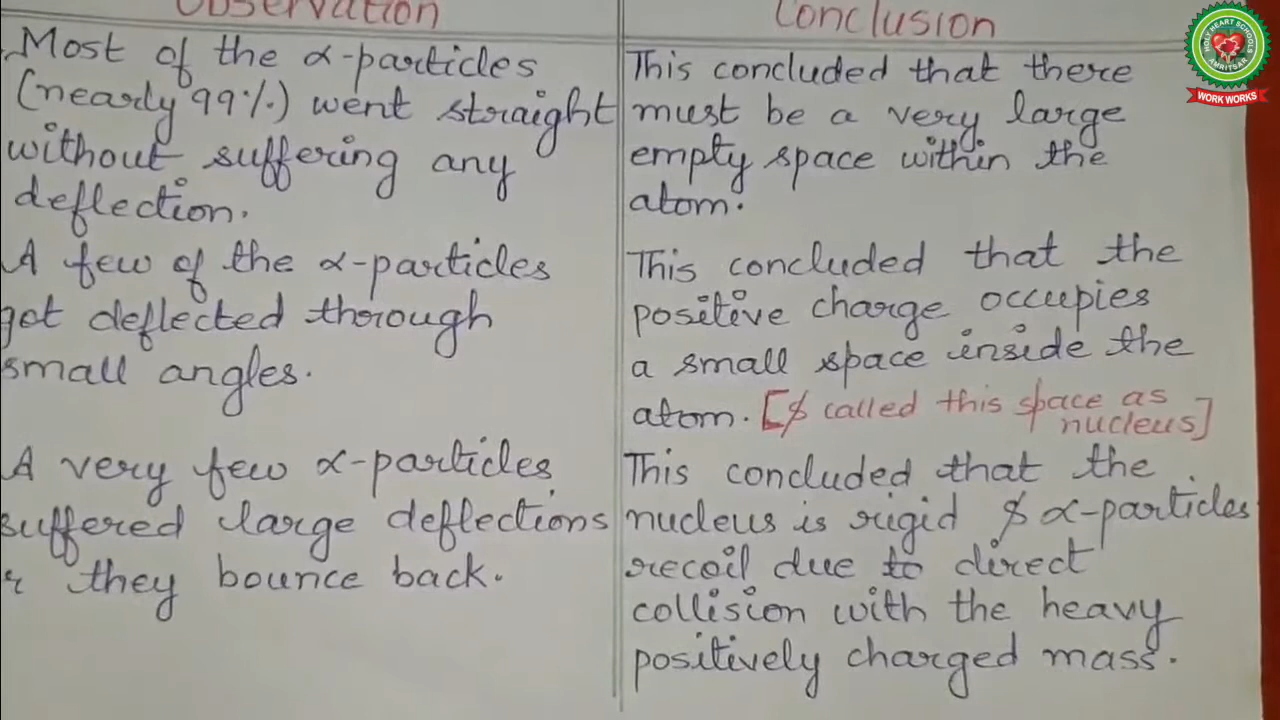 Observation
Conclusion
Most of the α-particles
(nearly 99%) went straight
without suffering any
deflection.
This concluded that there
must be a very large
empty space within the
atom.
A few of the α-particles
got deflected thorough
small angles.
This concluded that the
positive charge occupies
a small space inside the
atom. [& called this space as
nucleus]
A very few α-particles
suffered large deflections
they bounce back.
This concluded that the
nucleus is rigid & α-particles
recoil due to direct
collision with the heavy
positively charged mass.
HOLY HEART SCHOOLS
AMRITSAR
WORK WORKS